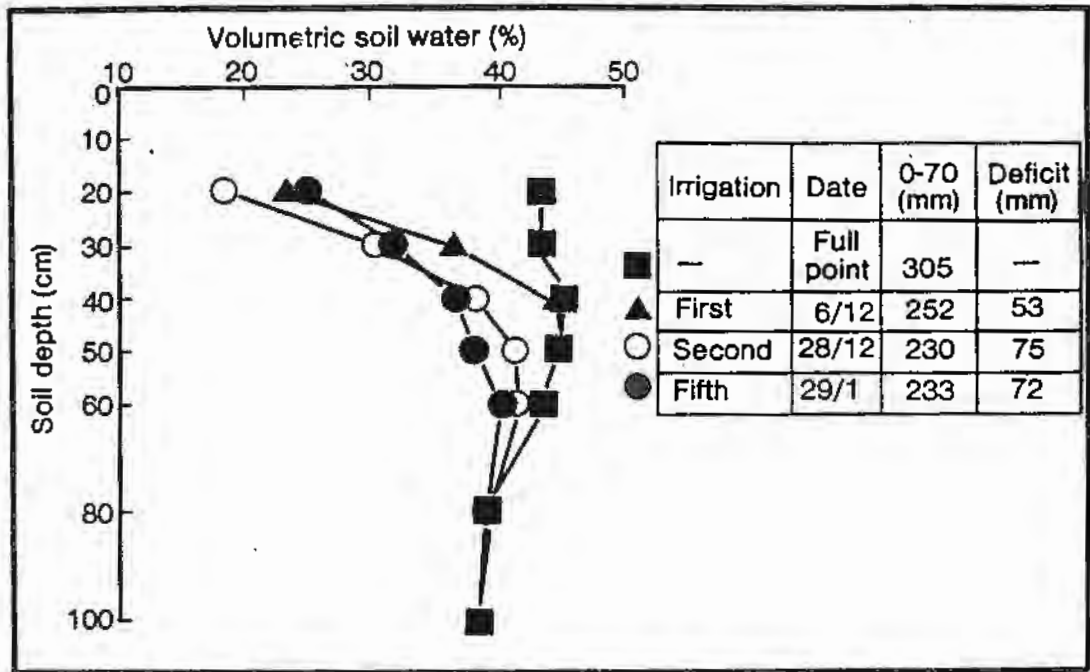 Volumetric soil water (%)
10 20 30 40 50
0
10
20
30
40
50
60
80
100
Soil depth (cm)
Irrigation Date 0-70 (mm) Deficit (mm)
— Full point 305 —
First 6/12 252 53
Second 28/12 230 75
Fifth 29/1 233 72